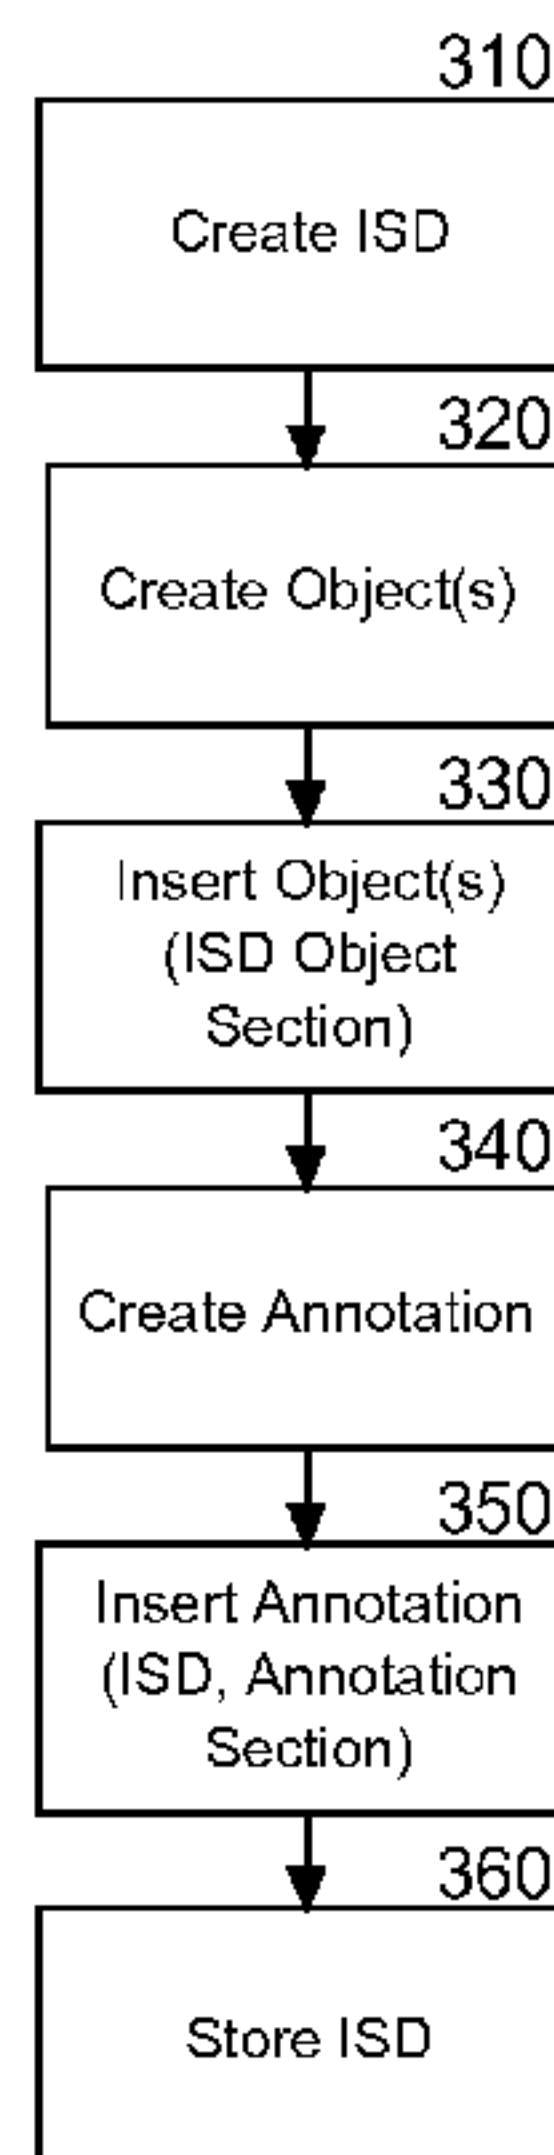 310
Create ISD
320
Create Object(s)
330
Insert Object(s)
(ISD Object
Section)
340
Create Annotation
350
Insert Annotation
(ISD, Annotation
Section)
360
Store ISD